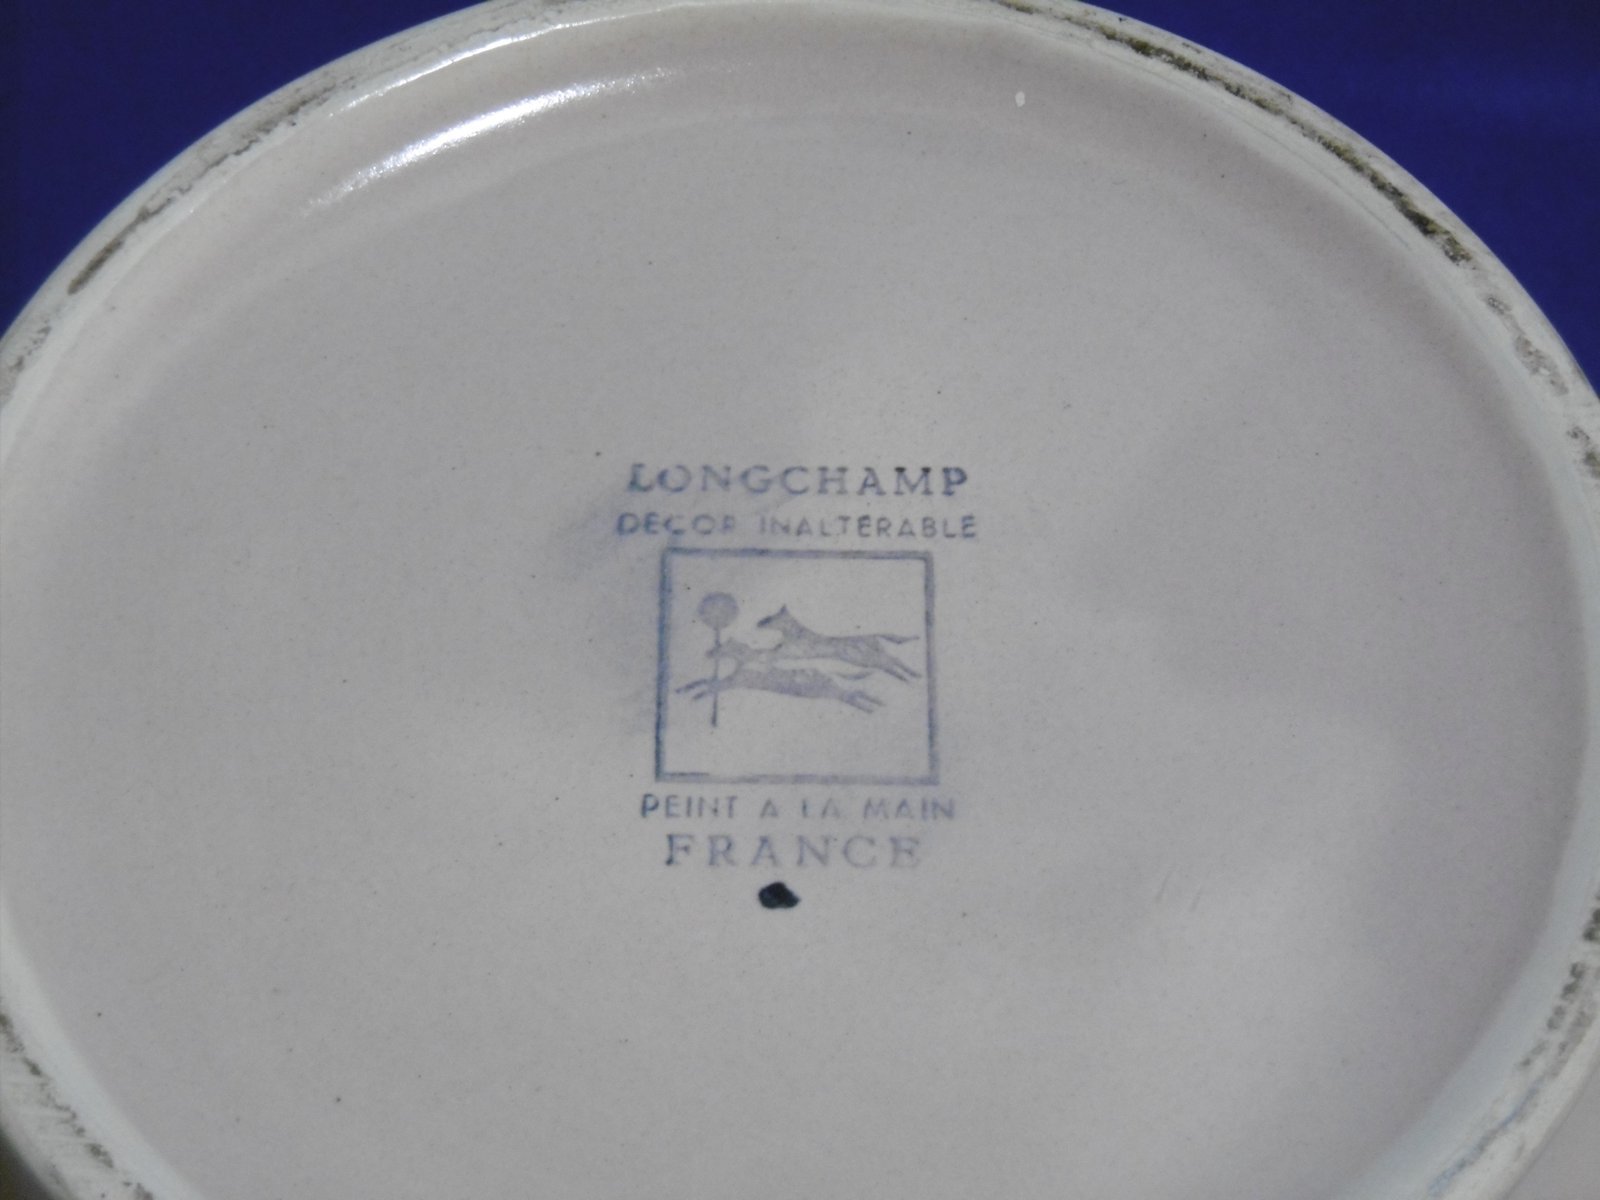 LONGCHAMP
DECOR INALTERABLE
PEINT A LA MAIN
FRANCE